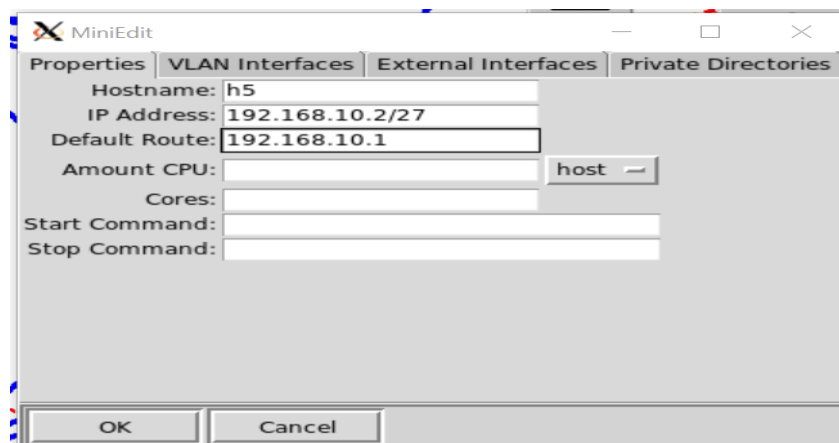 MiniEdit
Properties VLAN Interfaces External Interfaces Private Directories
Hostname: h5
IP Address: 192.168.10.2/27
Default Route: 192.168.10.1
Amount CPU: host
Cores:
Start Command:
Stop Command:
OK Cancel